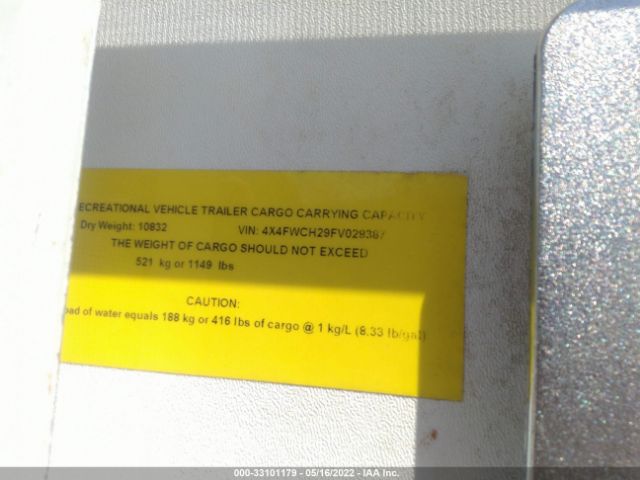 ECREATIONAL VEHICLE TRAILER CARGO CARRYING CAPACITY
Dry Weight: 10832 VIN: 4X4FWCH29FV029387
THE WEIGHT OF CARGO SHOULD NOT EXCEED
521 kg or 1149 lbs
CAUTION:
oad of water equals 188 kg or 416 lbs of cargo @ 1 kg/L (8.33 lb/gal)
000-33101179 - 05/16/2022 - IAA Inc.